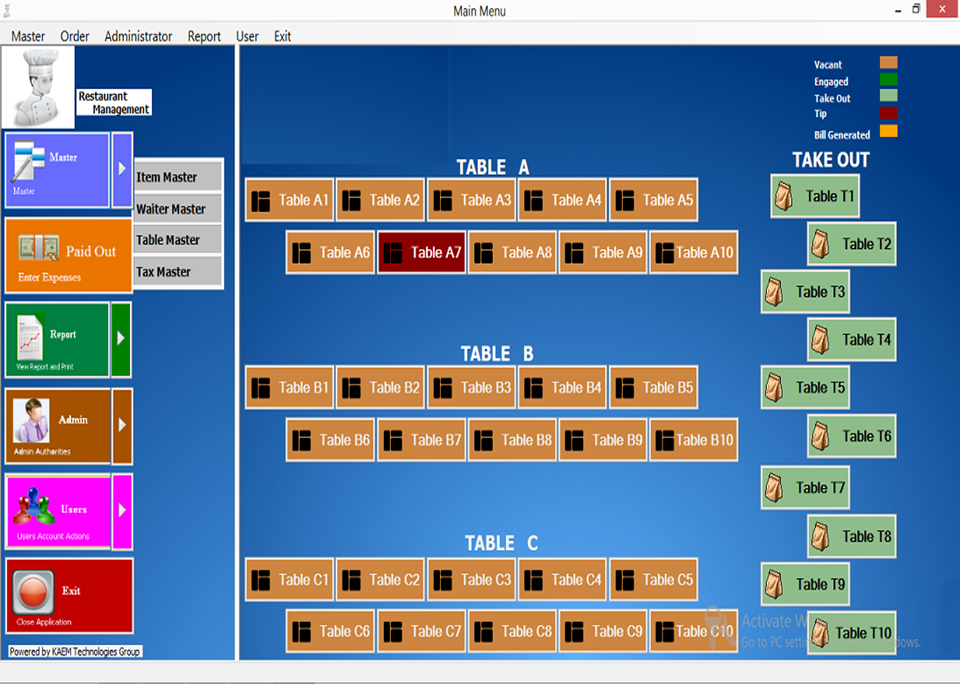 Main Menu
Master Order Administrator Report User Exit
Restaurant
Management
Master
Master
Item Master
Waiter Master
Table Master
Tax Master
Paid Out
Enter Expenses
Report
View Report and Print
Admin
Admin Authorities
Users
Users Account Actions
Exit
Close Application
Powered by KAEM Technologies Group
Vacant
Engaged
Take Out
Tip
Bill Generated
TABLE A
Table A1 Table A2 Table A3 Table A4 Table A5
Table A6 Table A7 Table A8 Table A9 Table A10
TABLE B
Table B1 Table B2 Table B3 Table B4 Table B5
Table B6 Table B7 Table B8 Table B9 Table B10
TABLE C
Table C1 Table C2 Table C3 Table C4 Table C5
Table C6 Table C7 Table C8 Table C9 Table C10
TAKE OUT
Table T1
Table T2
Table T3
Table T4
Table T5
Table T6
Table T7
Table T8
Table T9
Table T10
Activate W
Go to PC